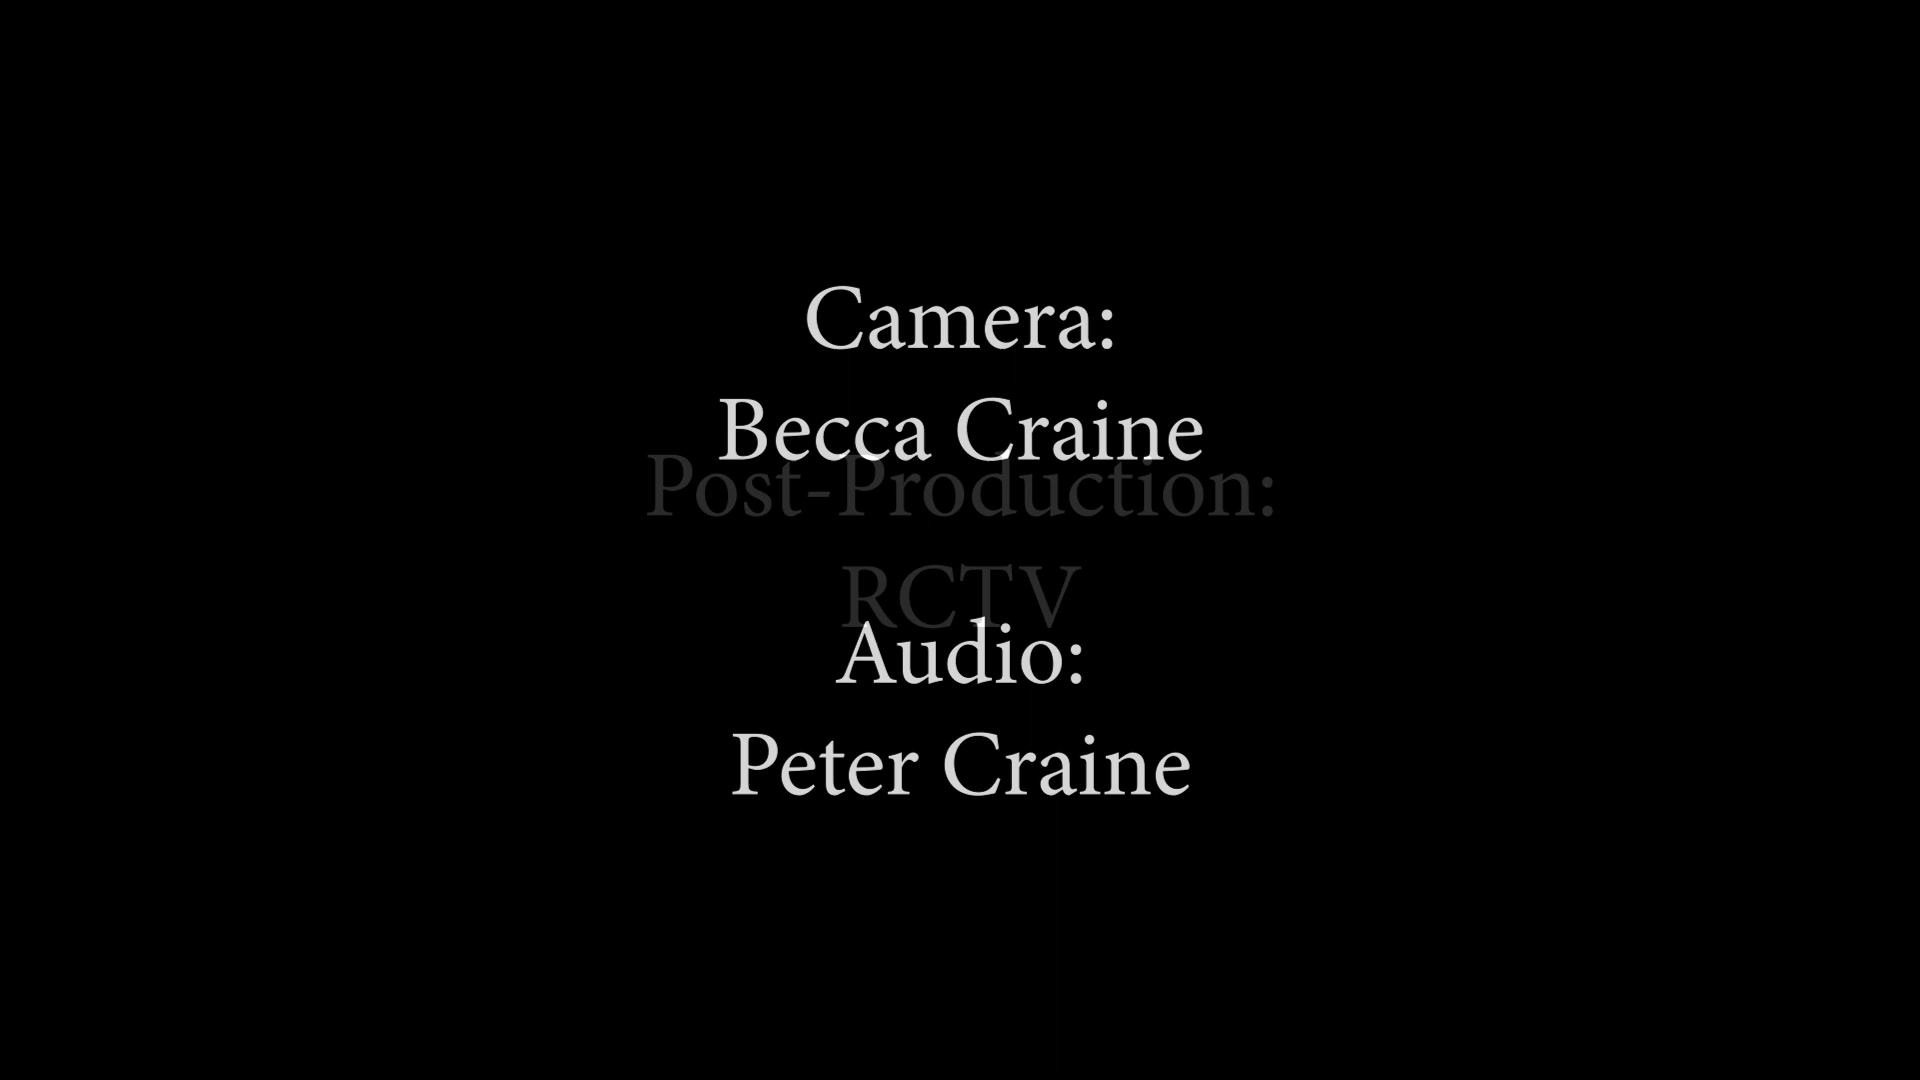 Camera:
Becca Craine
Post-Production:
RCTV
Audio:
Peter Craine